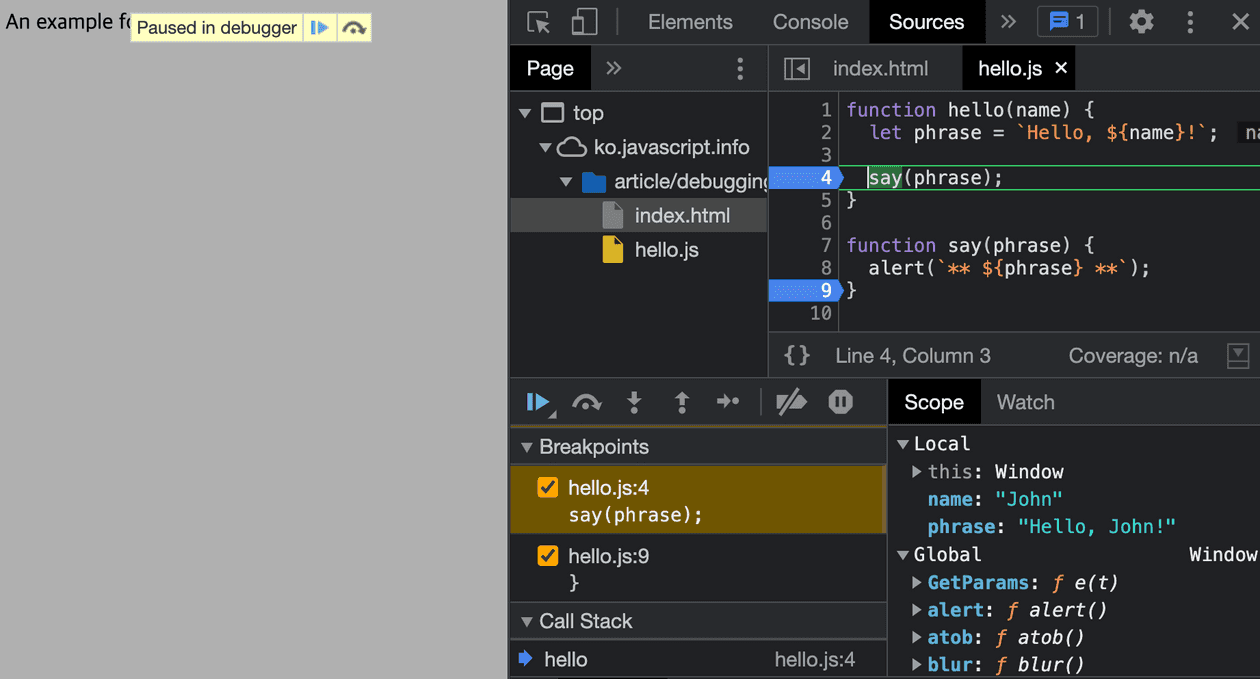 An example fo
Paused in debugger
Elements Console Sources 1
Page
index.html hello.js
top
ko.javascript.info
article/debugging
index.html
hello.js
1 function hello(name) {
2 let phrase = `Hello, ${name}!`; na
3
4 say(phrase);
5 }
6
7 function say(phrase) {
8 alert(`** ${phrase} **`);
9 }
10
{} Line 4, Column 3 Coverage: n/a
Scope Watch
Breakpoints
hello.js:4
say(phrase);
hello.js:9
}
Call Stack
hello hello.js:4
Local
this: Window
name: "John"
phrase: "Hello, John!"
Global Window
GetParams: ƒ e(t)
alert: ƒ alert()
atob: ƒ atob()
blur: ƒ blur()